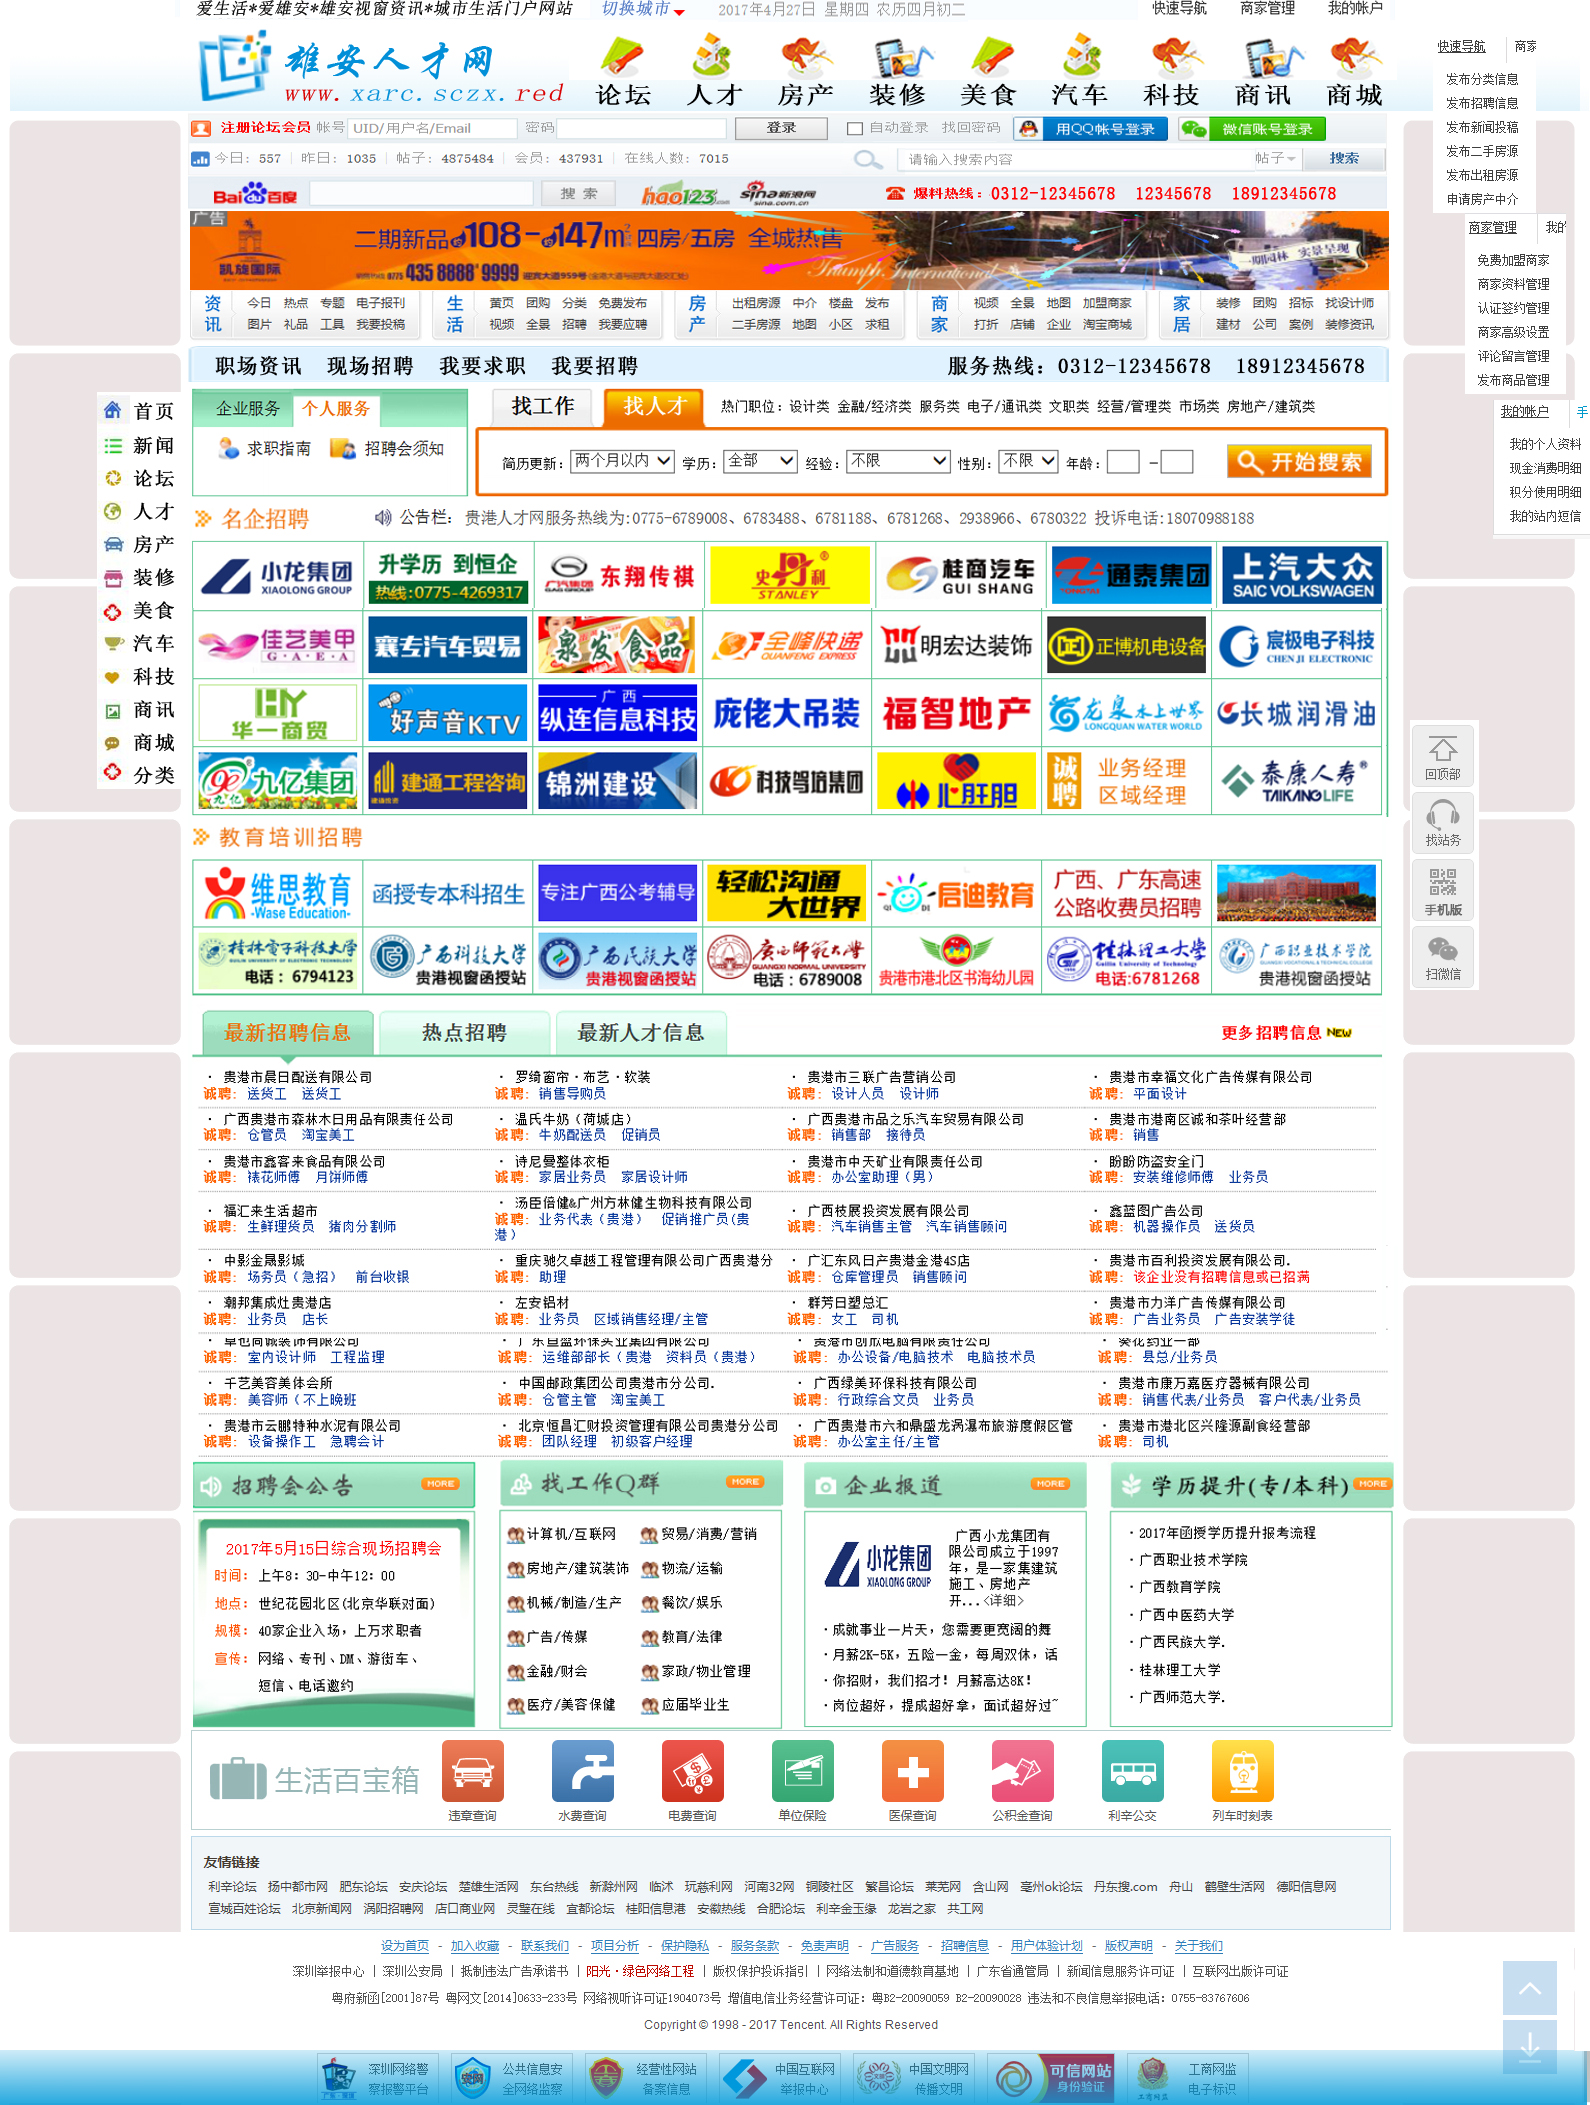 爱生活*爱雄安*雄安视窗资讯*城市生活门户网站 切换城市 2017年4月27日 星期四 农历四月初二 快速导航 商家管理 我的帐户
雄安人才网
www.xarc.sczx.red
论坛 人才 房产 装修 美食 汽车 科技 商讯 商城
注册论坛会员 帐号 UID/用户名/Email 密码 登录 自动登录 找回密码 用QQ帐号登录 微信账号登录
今日: 557 昨日: 1035 帖子: 4875484 会员: 437931 在线人数: 7015 请输入搜索内容 帖子 搜索
Bai百度 搜 索 hao123 sina新浪网 sina.com.cn 爆料热线: 0312-12345678 12345678 18912345678
广告
凯旋国际 二期新品约108-约147m² 四房/五房 全城热售
0775 435 8888 9999 迎宾大道959号
Triumph. International
一期园林 实景呈现
资讯 今日 热点 专题 电子报刊 生活 黄页 团购 分类 免费发布 房产 出租房源 中介 楼盘 发布 商家 视频 全景 地图 加盟商家 家居 装修 团购 招标 找设计师
图片 礼品 工具 我要投稿 视频 全景 招聘 我要应聘 二手房源 地图 小区 求租 打折 店铺 企业 淘宝商城 建材 公司 案例 装修资讯
职场资讯 现场招聘 我要求职 我要招聘 服务热线: 0312-12345678 18912345678
企业服务 个人服务
求职指南 招聘会须知
找工作 找人才 热门职位: 设计类 金融/经济类 服务类 电子/通讯类 文职类 经营/管理类 市场类 房地产/建筑类
简历更新: 两个月以内 学历: 全部 经验: 不限 性别: 不限 年龄: - 开始搜索
名企招聘 公告栏: 贵港人才网服务热线为:0775-6789008、6783488、6781188、6781268、2938966、6780322 投诉电话:18070988188
小龙集团 XIAOLONG GROUP
升学历 到恒企 热线:0775-4269317
广汽集团 GAC GROUP 东翔传祺
史丹利 STANLEY
桂商汽车 GUI SHANG
通泰集团
上汽大众 SAIC VOLKSWAGEN
佳艺美甲 G·A·E·A
襄专汽车贸易
泉发食品
全峰快递 QUANFENG EXPRESS
明宏达装饰
正博机电设备
宸极电子科技 CHENJI ELECTRONIC
华一商贸
好声音KTV
广西 纵连信息科技
庞佬大吊装
福智地产
龙泉水上世界 LONGQUAN WATER WORLD
长城润滑油
九亿集团
建通工程咨询
锦洲建设
科技驾培集团
汇肝胆
诚聘 业务经理 区域经理
泰康人寿 TAIKANG LIFE
教育培训招聘
维思教育 -Wase Education-
函授专本科招生
专注广西公考辅导
轻松沟通 大世界
启迪教育 QI DI
广西、广东高速 公路收费员招聘
桂林电子科技大学 电话: 6794123
广西科技大学 贵港视窗函授站
广西民族大学 贵港视窗函授站
广西师范大学 GUANGXI NORMAL UNIVERSITY 电话:6789008
贵港市港北区书海幼儿园
桂林理工大学 Guilin University of Technology 电话:6781268
广西职业技术学院 贵港视窗函授站
最新招聘信息 热点招聘 最新人才信息 更多招聘信息 NEW
· 贵港市晨日配送有限公司 · 罗绮窗帘·布艺·软装 · 贵港市三联广告营销公司 · 贵港市幸福文化广告传媒有限公司
诚聘: 送货工 送货工 诚聘: 销售导购员 诚聘: 设计人员 设计师 诚聘: 平面设计
· 广西贵港市森林木日用品有限责任公司 · 温氏牛奶（荷城店） · 广西贵港市品之乐汽车贸易有限公司 · 贵港市港南区诚和茶叶经营部
诚聘: 仓管员 淘宝美工 诚聘: 牛奶配送员 促销员 诚聘: 销售部 接待员 诚聘: 销售
· 贵港市鑫客来食品有限公司 · 诗尼曼整体衣柜 · 贵港市中天矿业有限责任公司 · 盼盼防盗安全门
诚聘: 裱花师傅 月饼师傅 诚聘: 家居业务员 家居设计师 诚聘: 办公室助理（男） 诚聘: 安装维修师傅 业务员
· 福汇来生活超市 · 汤臣倍健&广州方林健生物科技有限公司 · 广西枝展投资发展有限公司 · 鑫蓝图广告公司
诚聘: 生鲜理货员 猪肉分割师 诚聘: 业务代表（贵港） 促销推广员(贵港） 诚聘: 汽车销售主管 汽车销售顾问 诚聘: 机器操作员 送货员
· 中影金晟影城 · 重庆驰久卓越工程管理有限公司广西贵港分 · 广汇东风日产贵港金港4S店 · 贵港市百利投资发展有限公司.
诚聘: 场务员（急招） 前台收银 诚聘: 助理 诚聘: 仓库管理员 销售顾问 诚聘: 该企业没有招聘信息或已招满
· 潮邦集成灶贵港店 · 左安铝材 · 群芳日塑总汇 · 贵港市力洋广告传媒有限公司
诚聘: 业务员 店长 诚聘: 业务员 区域销售经理/主管 诚聘: 女工 司机 诚聘: 广告业务员 广告安装学徒
· 卓也尚诚装饰有限公司 · 广东自益环保实业集团有限公司 · 贵港市创欣电脑有限责任公司 · 葵花药业一部
诚聘: 室内设计师 工程监理 诚聘: 运维部部长（贵港 资料员（贵港） 诚聘: 办公设备/电脑技术 电脑技术员 诚聘: 县总/业务员
· 千艺美容美体会所 · 中国邮政集团公司贵港市分公司. · 广西绿美环保科技有限公司 · 贵港市康万嘉医疗器械有限公司
诚聘: 美容师（不上晚班 诚聘: 仓管主管 淘宝美工 诚聘: 行政综合文员 业务员 诚聘: 销售代表/业务员 客户代表/业务员
· 贵港市云鹏特种水泥有限公司 · 北京恒昌汇财投资管理有限公司贵港分公司 · 广西贵港市六和鼎盛龙涡瀑布旅游度假区管 · 贵港市港北区兴隆源副食经营部
诚聘: 设备操作工 急聘会计 诚聘: 团队经理 初级客户经理 诚聘: 办公室主任/主管 诚聘: 司机
招聘会公告 MORE 找工作Q群 MORE 企业报道 MORE 学历提升(专/本科) MORE
2017年5月15日综合现场招聘会
时间: 上午8: 30-中午12: 00
地点: 世纪花园北区(北京华联对面)
规模: 40家企业入场，上万求职者
宣传: 网络、专刊、DM、游街车、
短信、电话邀约
计算机/互联网 贸易/消费/营销
房地产/建筑装饰 物流/运输
机械/制造/生产 餐饮/娱乐
广告/传媒 教育/法律
金融/财会 家政/物业管理
医疗/美容保健 应届毕业生
小龙集团 XIAOLONG GROUP
广西小龙集团有
限公司成立于1997
年，是一家集建筑
施工、房地产
开...<详细>
·成就事业一片天，您需要更宽阔的舞
·月薪2K-5K，五险一金，每周双休，话
·你招财，我们招才！月薪高达8K！
·岗位超好，提成超好拿，面试超好过~
·2017年函授学历提升报考流程
·广西职业技术学院
·广西教育学院
·广西中医药大学
·广西民族大学.
·桂林理工大学
·广西师范大学.
生活百宝箱
违章查询 水费查询 电费查询 单位保险 医保查询 公积金查询 利辛公交 列车时刻表
友情链接
利辛论坛 扬中都市网 肥东论坛 安庆论坛 楚雄生活网 东台热线 新滁州网 临沭 玩慈利网 河南32网 铜陵社区 繁昌论坛 莱芜网 含山网 亳州ok论坛 丹东搜.com 舟山 鹤壁生活网 德阳信息网
宣城百姓论坛 北京新闻网 涡阳招聘网 店口商业网 灵璧在线 宜都论坛 桂阳信息港 安徽热线 合肥论坛 利辛金玉缘 龙岩之家 共工网
设为首页 - 加入收藏 - 联系我们 - 项目分析 - 保护隐私 - 服务条款 - 免责声明 - 广告服务 - 招聘信息 - 用户体验计划 - 版权声明 - 关于我们
深圳举报中心 | 深圳公安局 | 抵制违法广告承诺书 | 阳光·绿色网络工程 | 版权保护投诉指引 | 网络法制和道德教育基地 | 广东省通管局 | 新闻信息服务许可证 | 互联网出版许可证
粤府新函[2001]87号 粤网文[2014]0633-233号 网络视听许可证1904073号 增值电信业务经营许可证: 粤B2-20090059 B2-20090028 违法和不良信息举报电话: 0755-83767606
Copyright © 1998 - 2017 Tencent. All Rights Reserved
深圳网络警察报警平台 公共信息安全网络监察 经营性网站备案信息 中国互联网举报中心 中国文明网传播文明 可信网站身份验证 工商网监电子标识
首页
新闻
论坛
人才
房产
装修
美食
汽车
科技
商讯
商城
分类
快速导航 商家
发布分类信息
发布招聘信息
发布新闻投稿
发布二手房源
发布出租房源
申请房产中介
商家管理 我的
免费加盟商家
商家资料管理
认证签约管理
商家高级设置
评论留言管理
发布商品管理
我的帐户 手
我的个人资料
现金消费明细
积分使用明细
我的站内短信
回顶部
找站务
手机版
扫微信